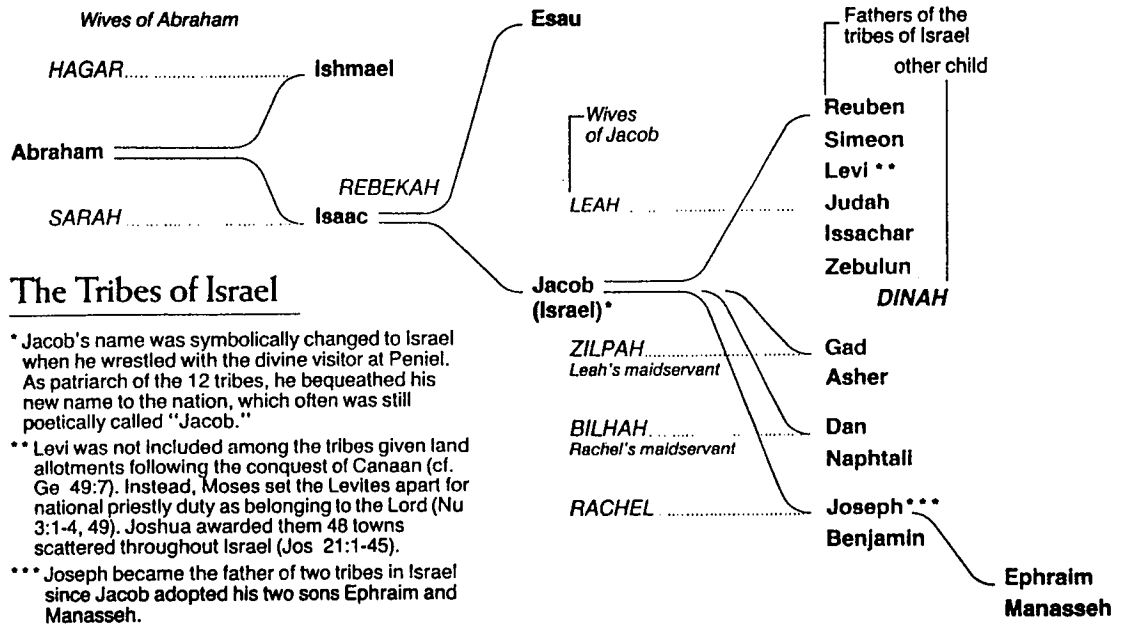 Wives of Abraham
HAGAR
Ishmael
Abraham
SARAH
Isaac
REBEKAH
Esau
Jacob
(Israel)*
Wives
of Jacob
LEAH
Fathers of the
tribes of Israel
other child
Reuben
Simeon
Levi **
Judah
Issachar
Zebulun
DINAH
ZILPAH
Leah's maidservant
Gad
Asher
BILHAH
Rachel's maidservant
Dan
Naphtali
RACHEL
Joseph***
Benjamin
Ephraim
Manasseh
The Tribes of Israel
* Jacob's name was symbolically changed to Israel
when he wrestled with the divine visitor at Peniel.
As patriarch of the 12 tribes, he bequeathed his
new name to the nation, which often was still
poetically called "Jacob."
** Levi was not included among the tribes given land
allotments following the conquest of Canaan (cf.
Ge 49:7). Instead, Moses set the Levites apart for
national priestly duty as belonging to the Lord (Nu
3:1-4, 49). Joshua awarded them 48 towns
scattered throughout Israel (Jos 21:1-45).
*** Joseph became the father of two tribes in Israel
since Jacob adopted his two sons Ephraim and
Manasseh.